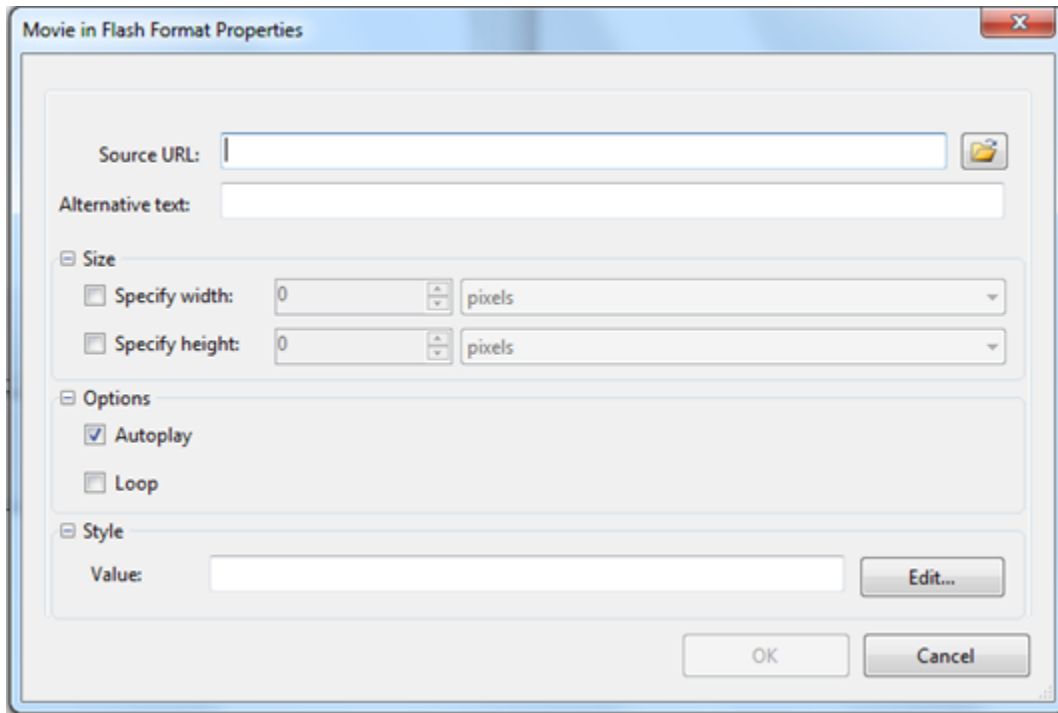 Movie in Flash Format Properties
Source URL:
Alternative text:
Size
Specify width: 0 pixels
Specify height: 0 pixels
Options
Autoplay
Loop
Style
Value: Edit...
OK Cancel